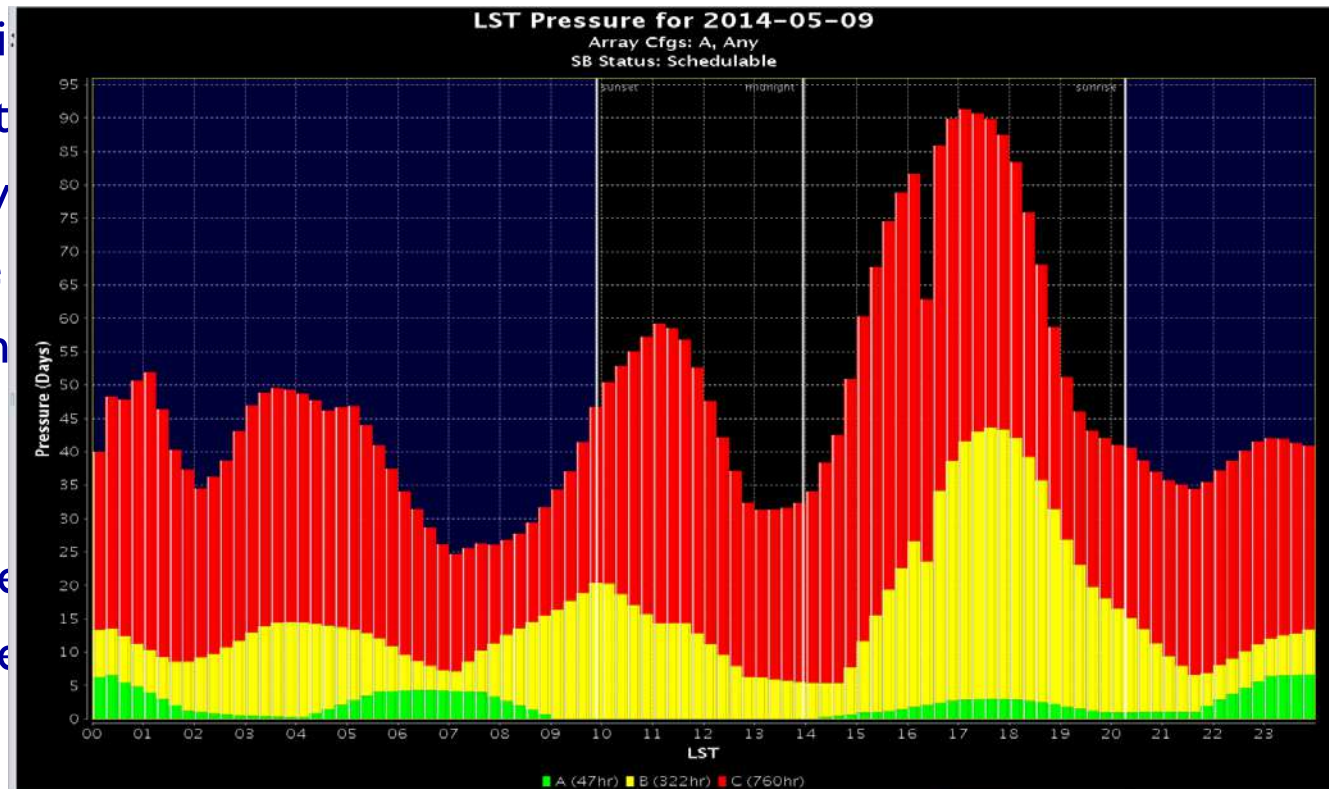 LST Pressure for 2014-05-09
Array Cfgs: A, Any
SB Status: Schedulable
sunset midnight sunrise
95
90
85
80
75
70
65
60
55
50
45
40
35
30
25
20
15
10
5
0
Pressure (Days)
00 01 02 03 04 05 06 07 08 09 10 11 12 13 14 15 16 17 18 19 20 21 22 23
LST
A (47hr) B (322hr) C (760hr)